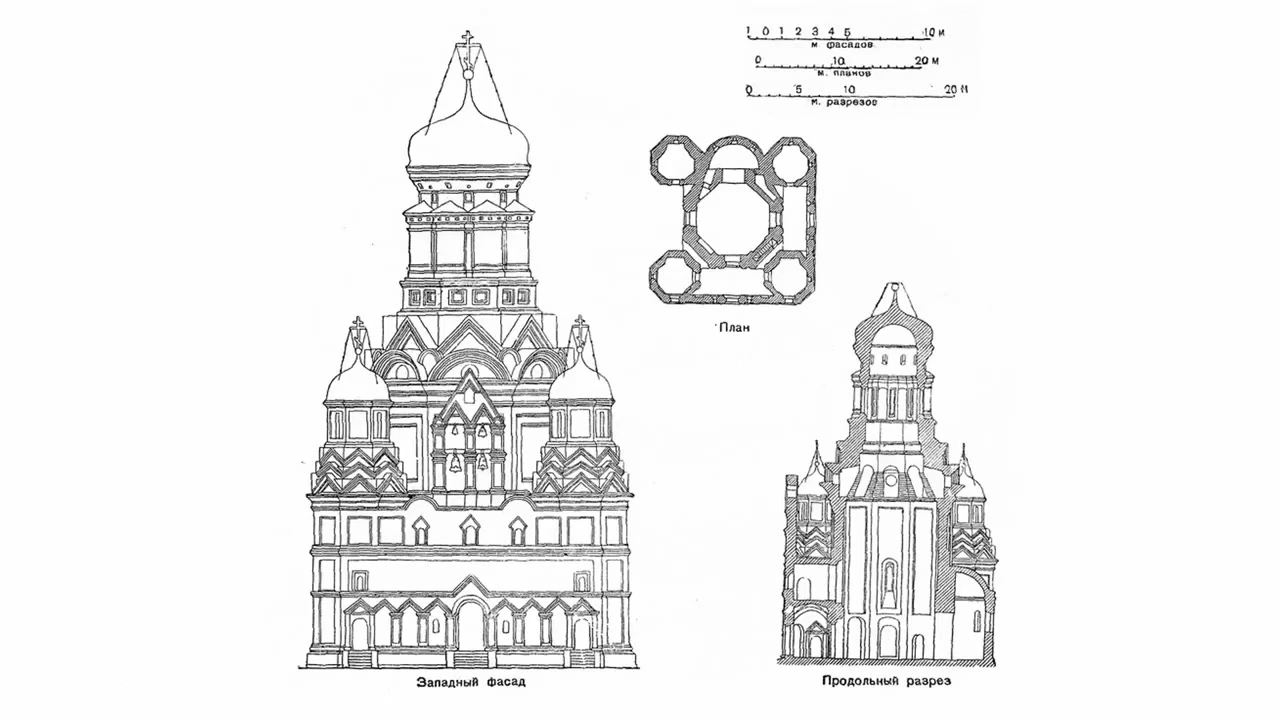 1 0 1 2 3 4 5 10 м
м фасадов
0 10 20 м
м. планов
0 5 10 20 м
м. разрезов
План
Западный фасад
Продольный разрез